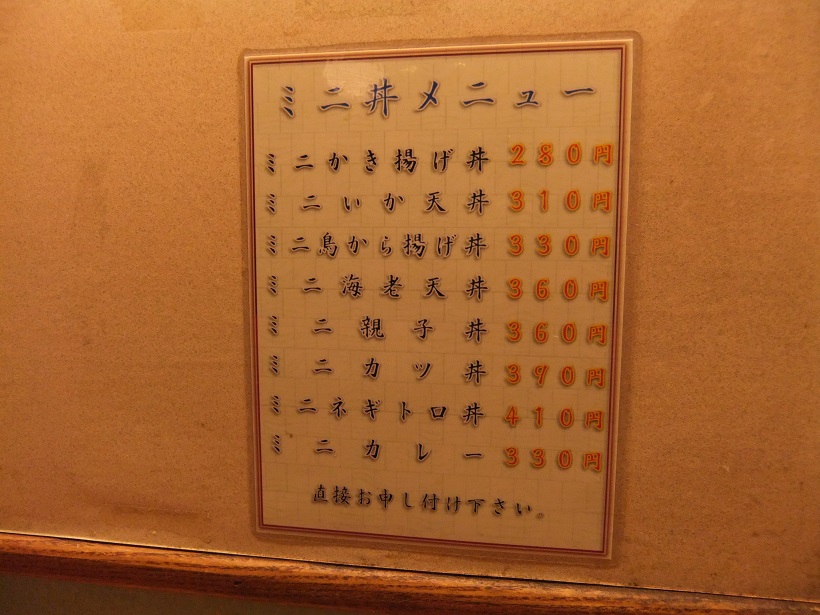 ミニ丼メニュー
ミニかき揚げ丼 280円
ミニいか天丼 310円
ミニ鳥から揚げ丼 330円
ミニ海老天丼 360円
ミニ親子丼 360円
ミニカツ丼 390円
ミニネギトロ丼 410円
ミニカレー 330円
直接お申し付け下さい。